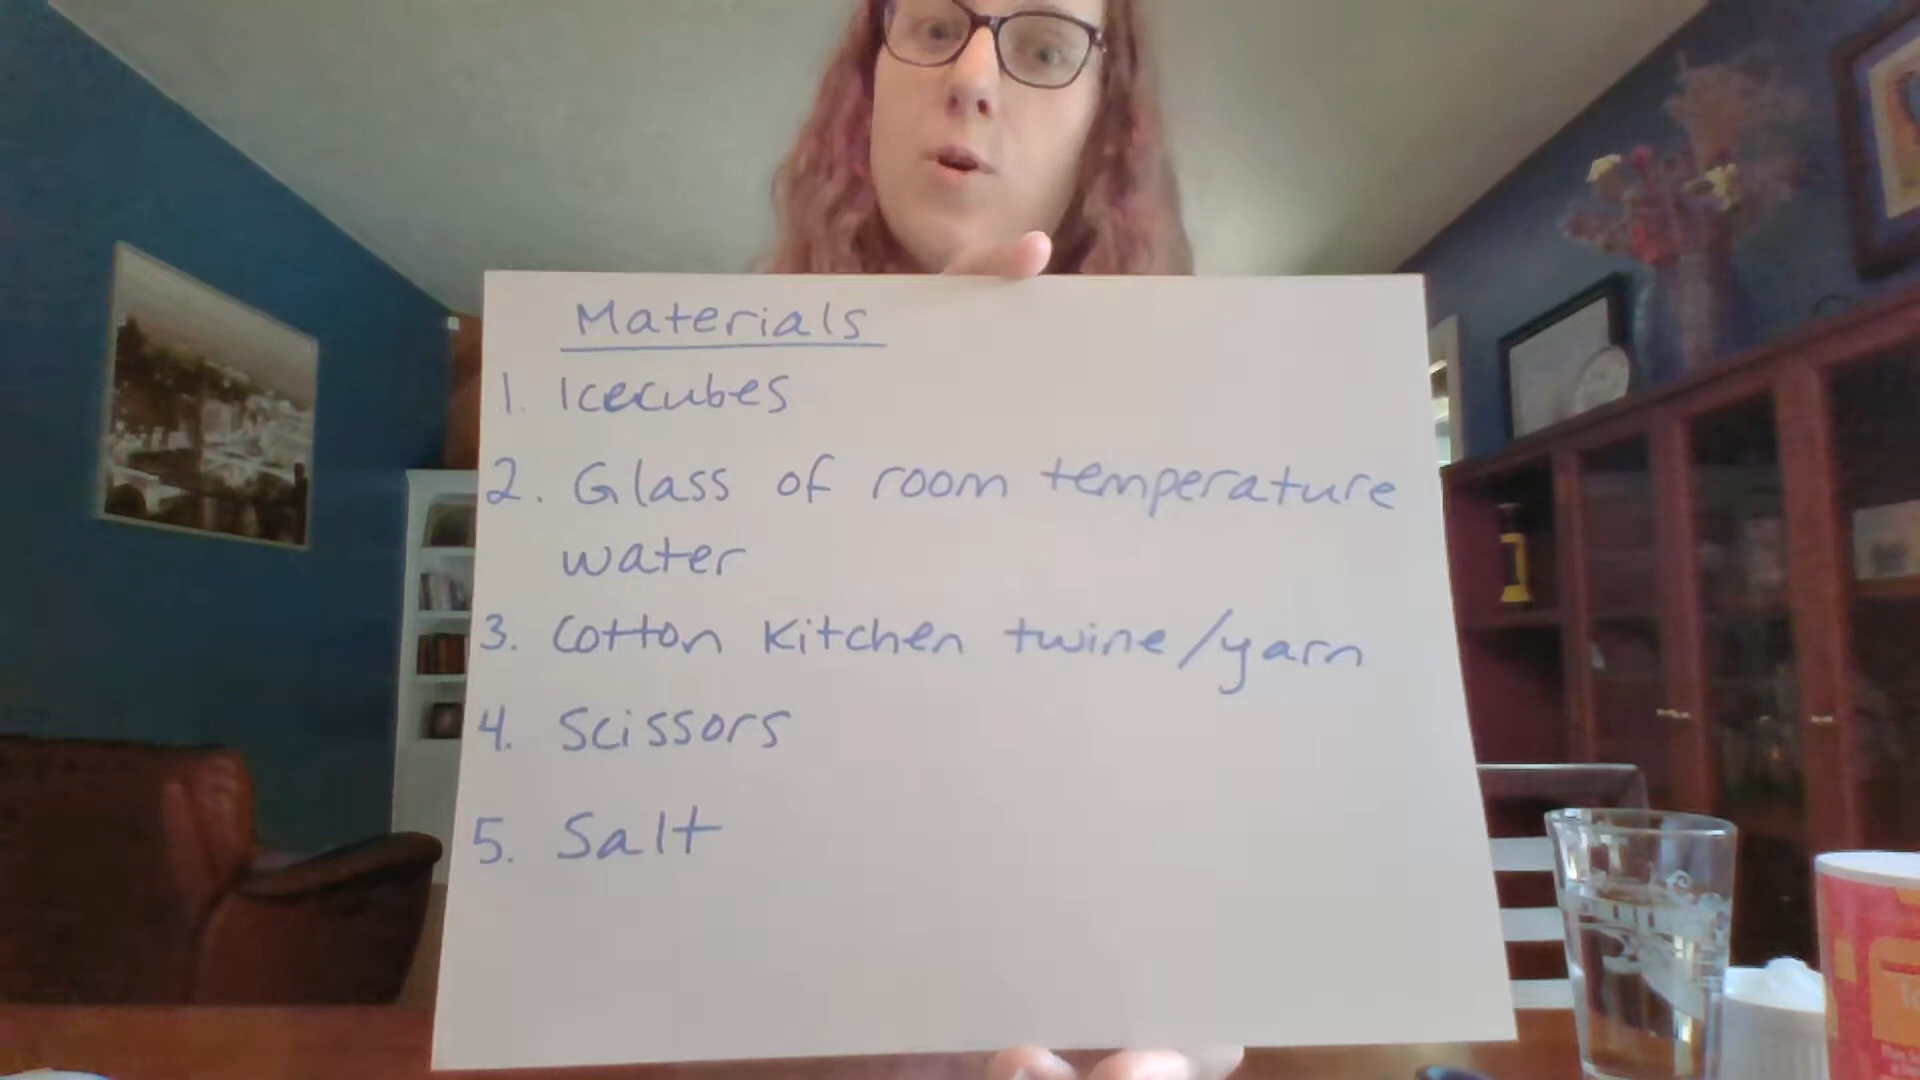 Materials
1. Icecubes
2. Glass of room temperature
water
3. Cotton Kitchen twine/yarn
4. Scissors
5. Salt